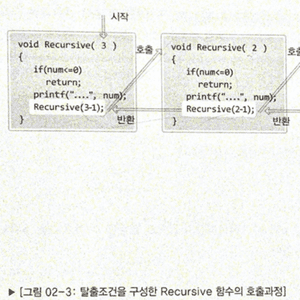 시작
void Recursive( 3 )
{
if(num<=0)
return;
printf("....", num);
Recursive(3-1);
}
호출
반환
void Recursive( 2 )
{
if(num<=0)
return;
printf("....", num);
Recursive(2-1);
}
반환
▶ [그림 02-3: 탈출조건을 구성한 Recursive 함수의 호출과정]